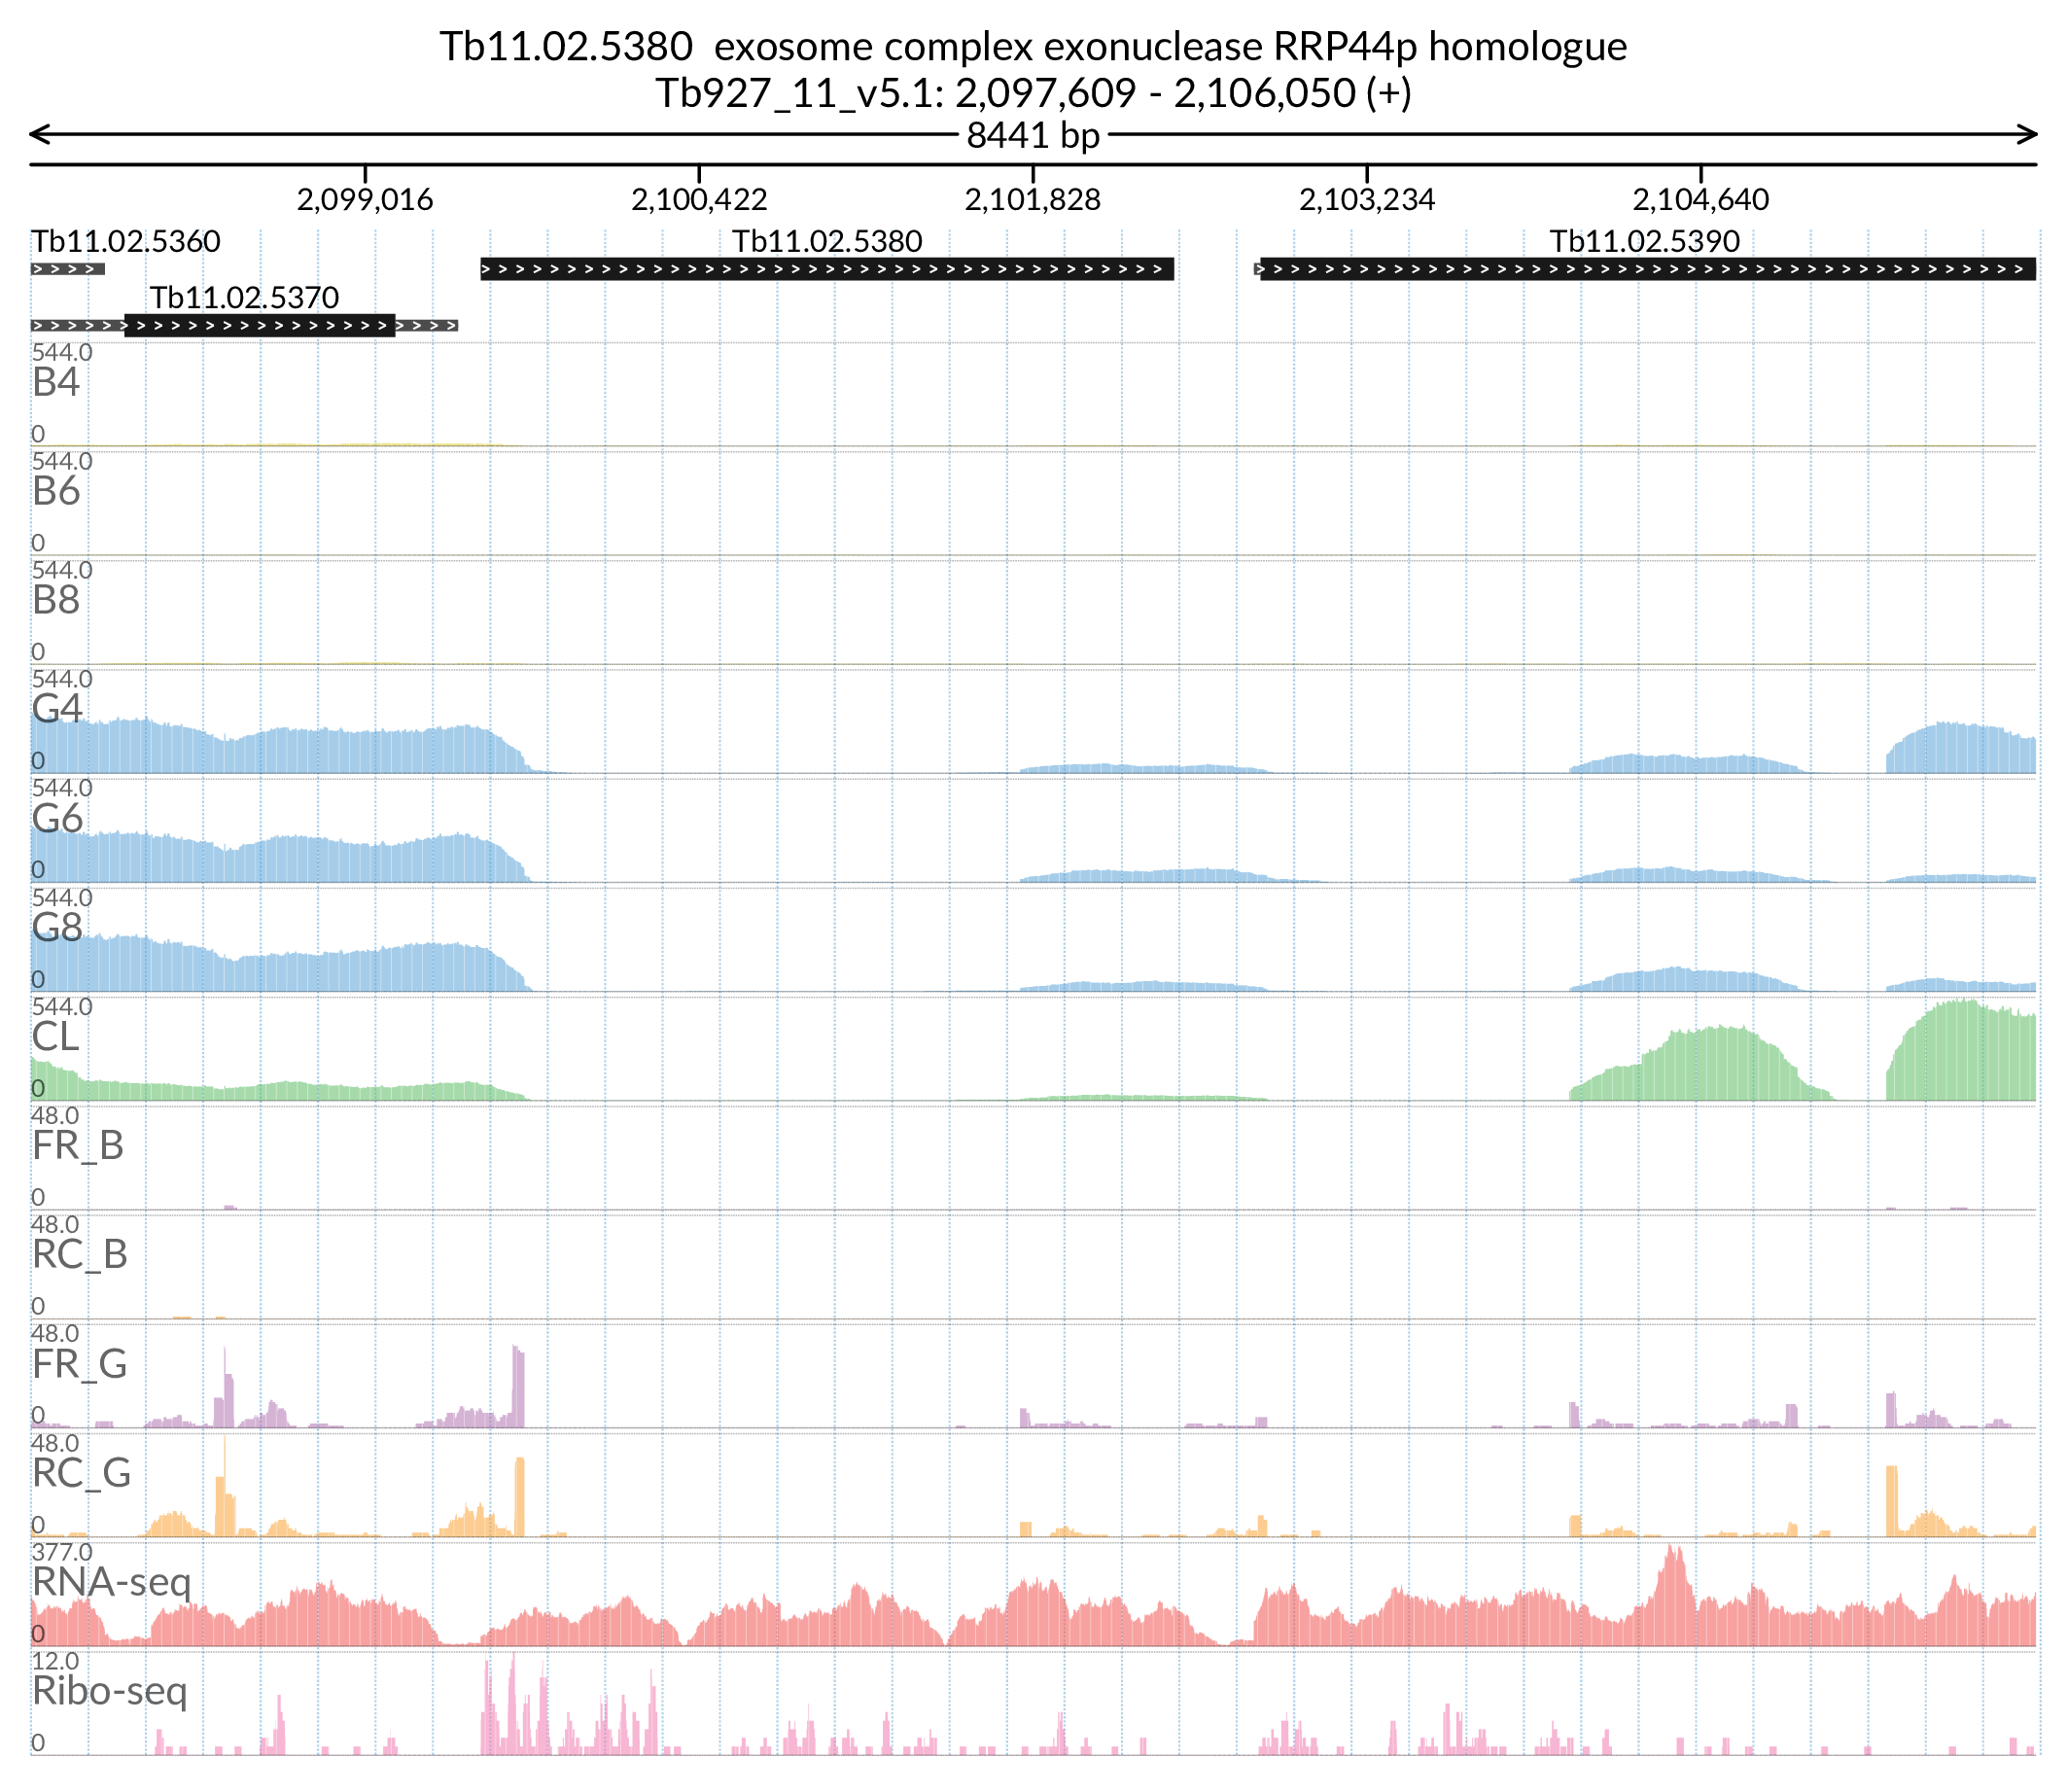 Tb11.02.5380 exosome complex exonuclease RRP44p homologue
Tb927_11_v5.1: 2,097,609 - 2,106,050 (+)
8441 bp
2,099,016 2,100,422 2,101,828 2,103,234 2,104,640
Tb11.02.5360 Tb11.02.5380 Tb11.02.5390
Tb11.02.5370
544.0
B4
0
544.0
B6
0
544.0
B8
0
544.0
G4
0
544.0
G6
0
544.0
G8
0
544.0
CL
0
48.0
FR_B
0
48.0
RC_B
0
48.0
FR_G
0
48.0
RC_G
0
377.0
RNA-seq
0
12.0
Ribo-seq
0